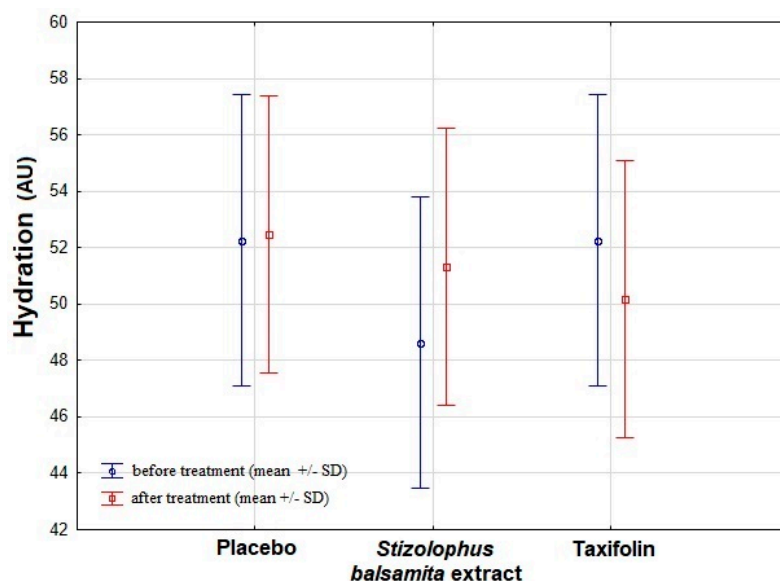 60
58
56
54
52
50
48
46
44
42
Hydration (AU)
before treatment (mean +/- SD)
after treatment (mean +/- SD)
Placebo
Stizolophus
balsamita extract
Taxifolin